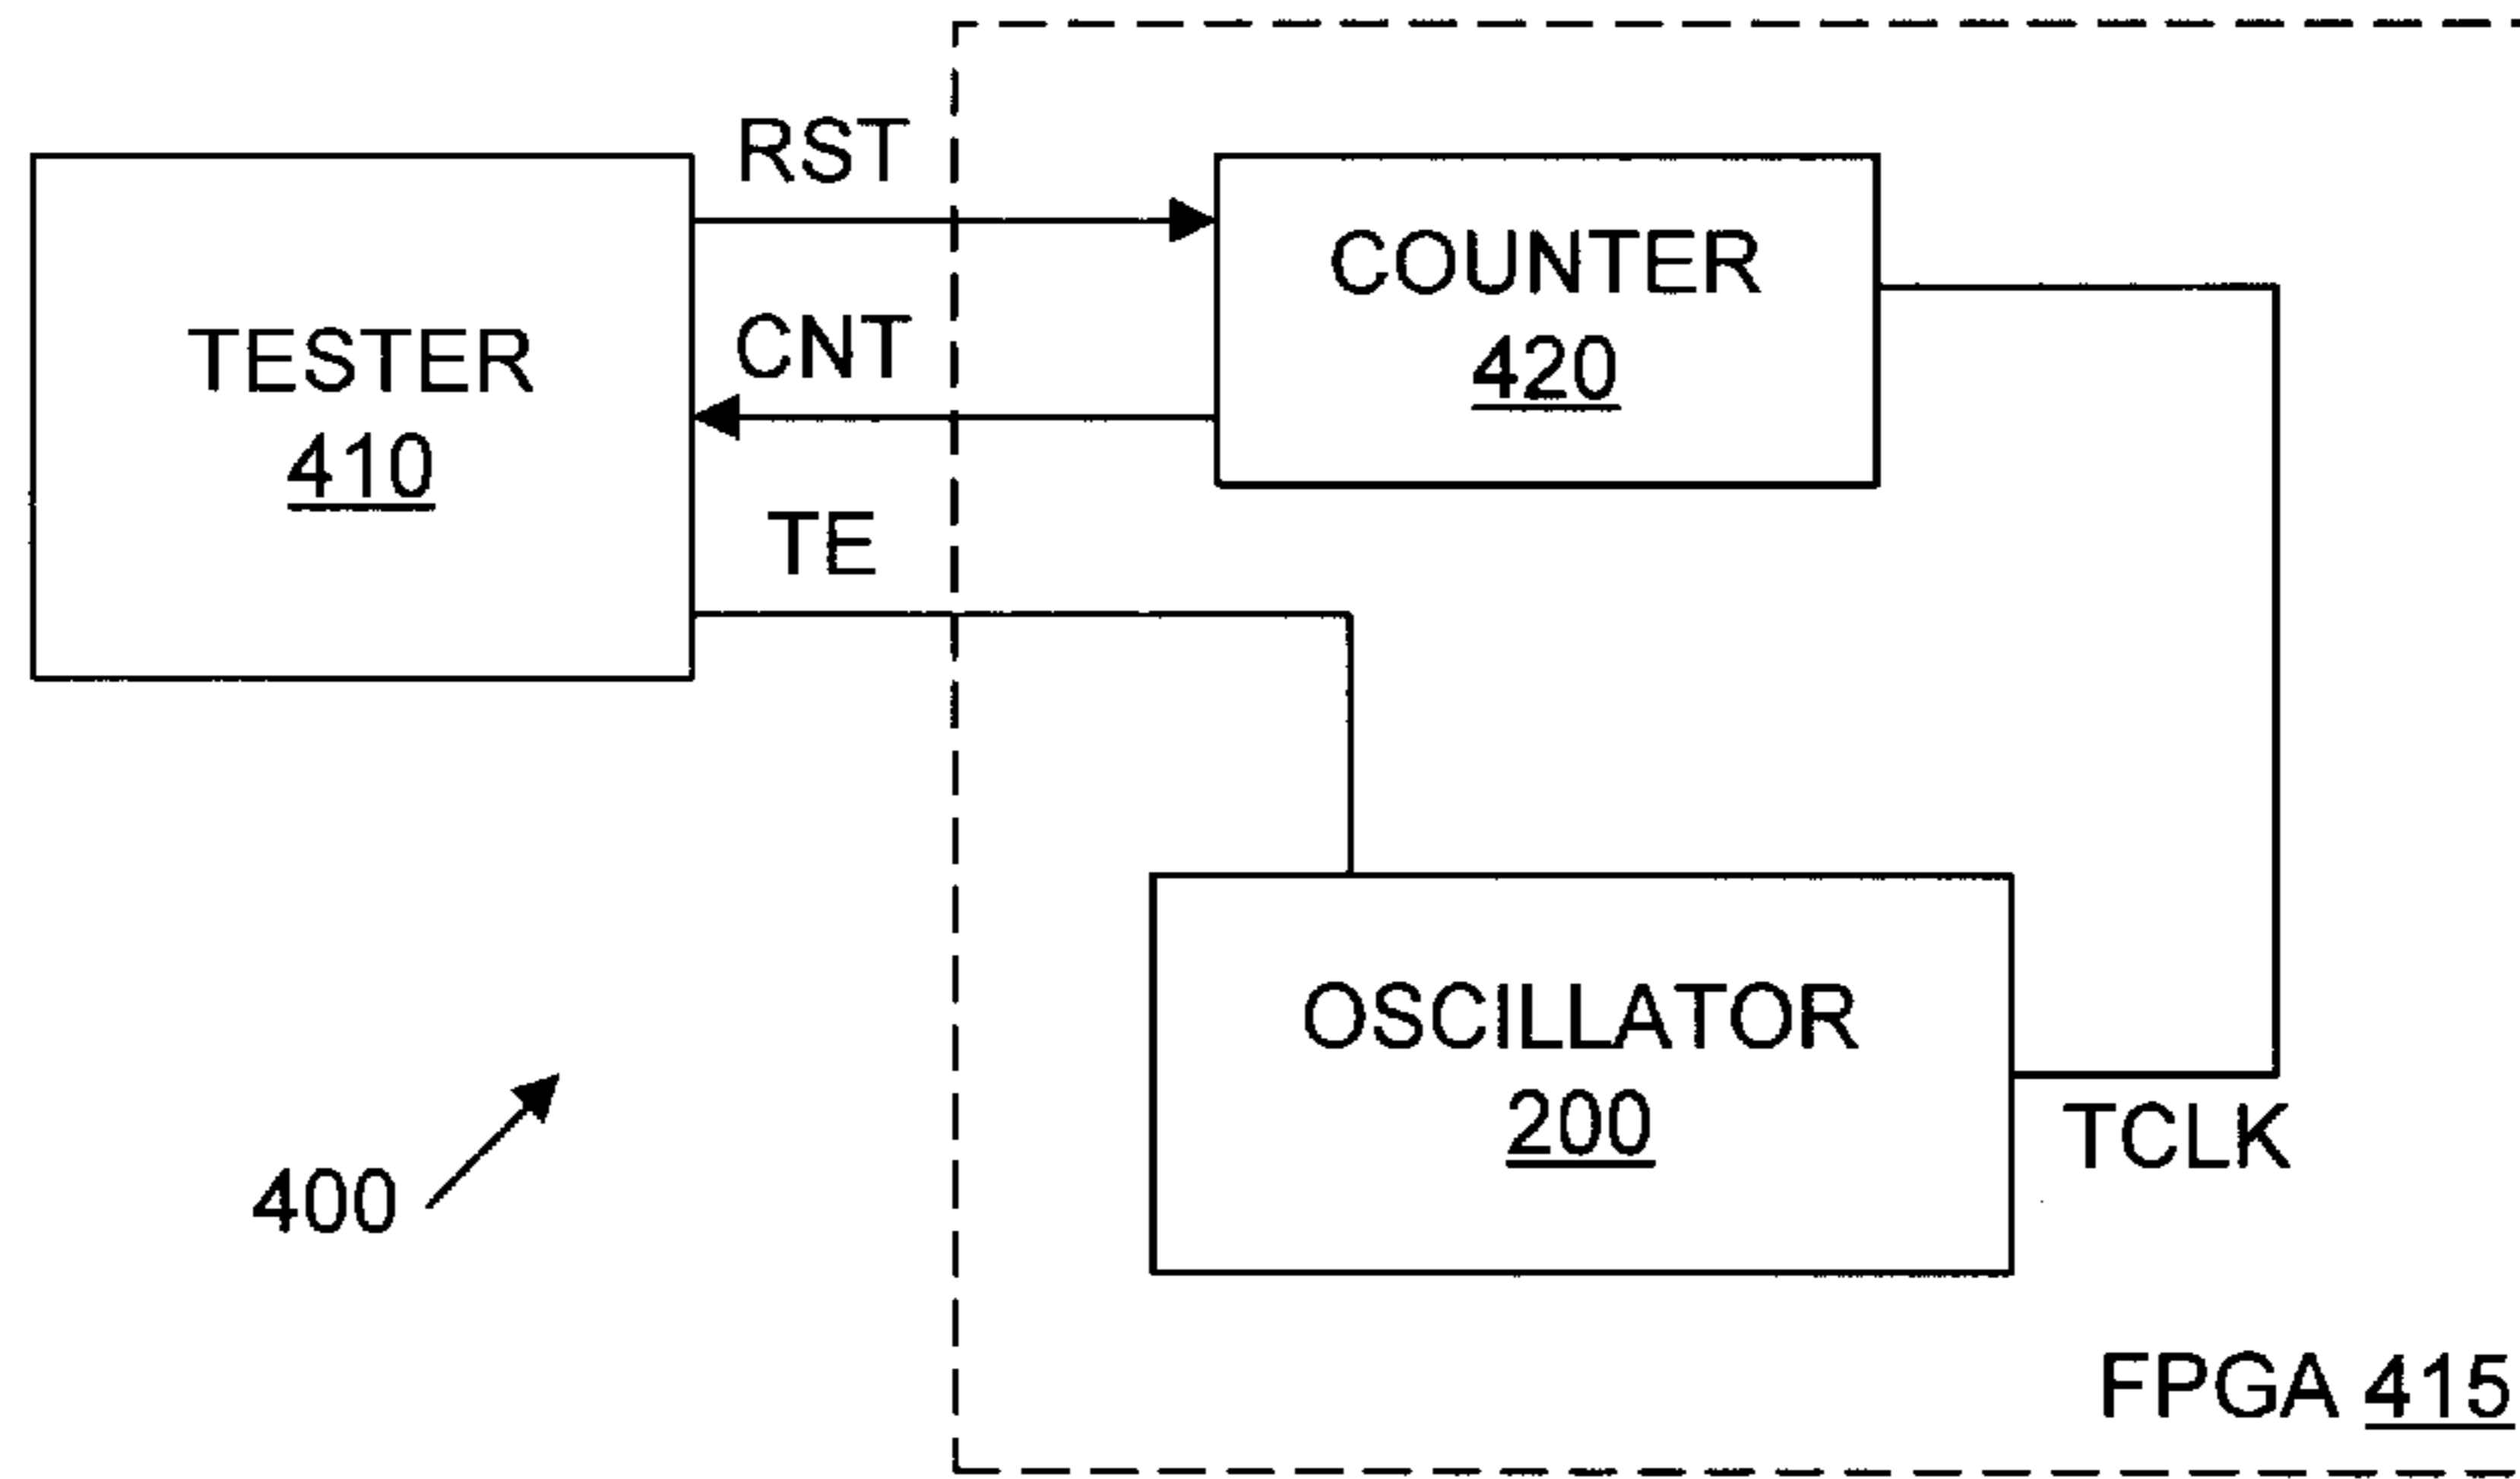 RST
TESTER
410
CNT
TE
COUNTER
420
OSCILLATOR
200
TCLK
400
FPGA 415